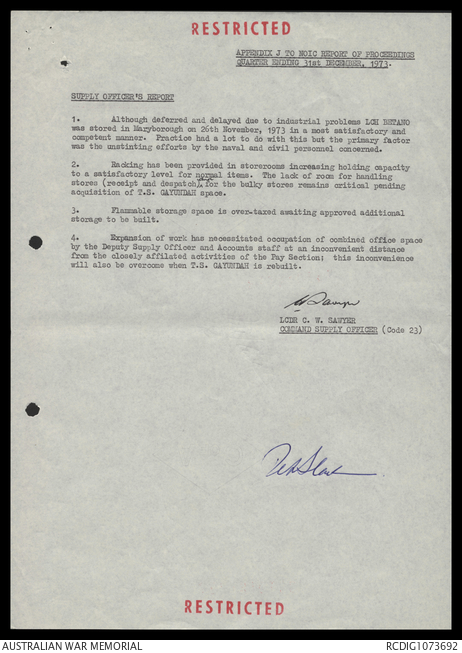 RESTRICTED
APPENDIX J TO NOIC REPORT OF PROCEEDINGS
QUARTER ENDING 31st DECEMBER, 1973.
SUPPLY OFFICER'S REPORT
1. Although deferred and delayed due to industrial problems LCH BETANO
was stored in Maryborough on 26th November, 1973 in a most satisfactory and
competent manner. Practice had a lot to do with this but the primary factor
was the unstinting efforts by the naval and civil personnel concerned.
2. Racking has been provided in storerooms increasing holding capacity
to a satisfactory level for normal items. The lack of room for handling
stores (receipt and despatch), for the bulky stores remains critical pending
acquisition of T.S. GAYUNDAH space.
3. Flammable storage space is over-taxed awaiting approved additional
storage to be built.
4. Expansion of work has necessitated occupation of combined office space
by the Deputy Supply Officer and Accounts staff at an inconvenient distance
from the closely affilated activities of the Pay Section; this inconvenience
will also be overcome when T.S. GAYUNDAH is rebuilt.
LCDR C. W. SAWYER
COMMAND SUPPLY OFFICER (Code 23)
RESTRICTED
AUSTRALIAN WAR MEMORIAL
RCDIG1073692